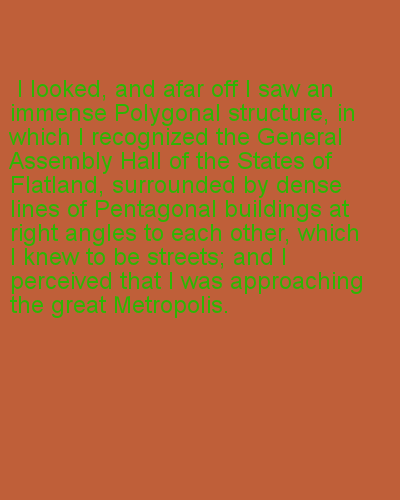 I looked, and afar off I saw an
immense Polygonal structure, in
which I recognized the General
Assembly Hall of the States of
Flatland, surrounded by dense
lines of Pentagonal buildings at
right angles to each other, which
I knew to be streets; and I
perceived that I was approaching
the great Metropolis.